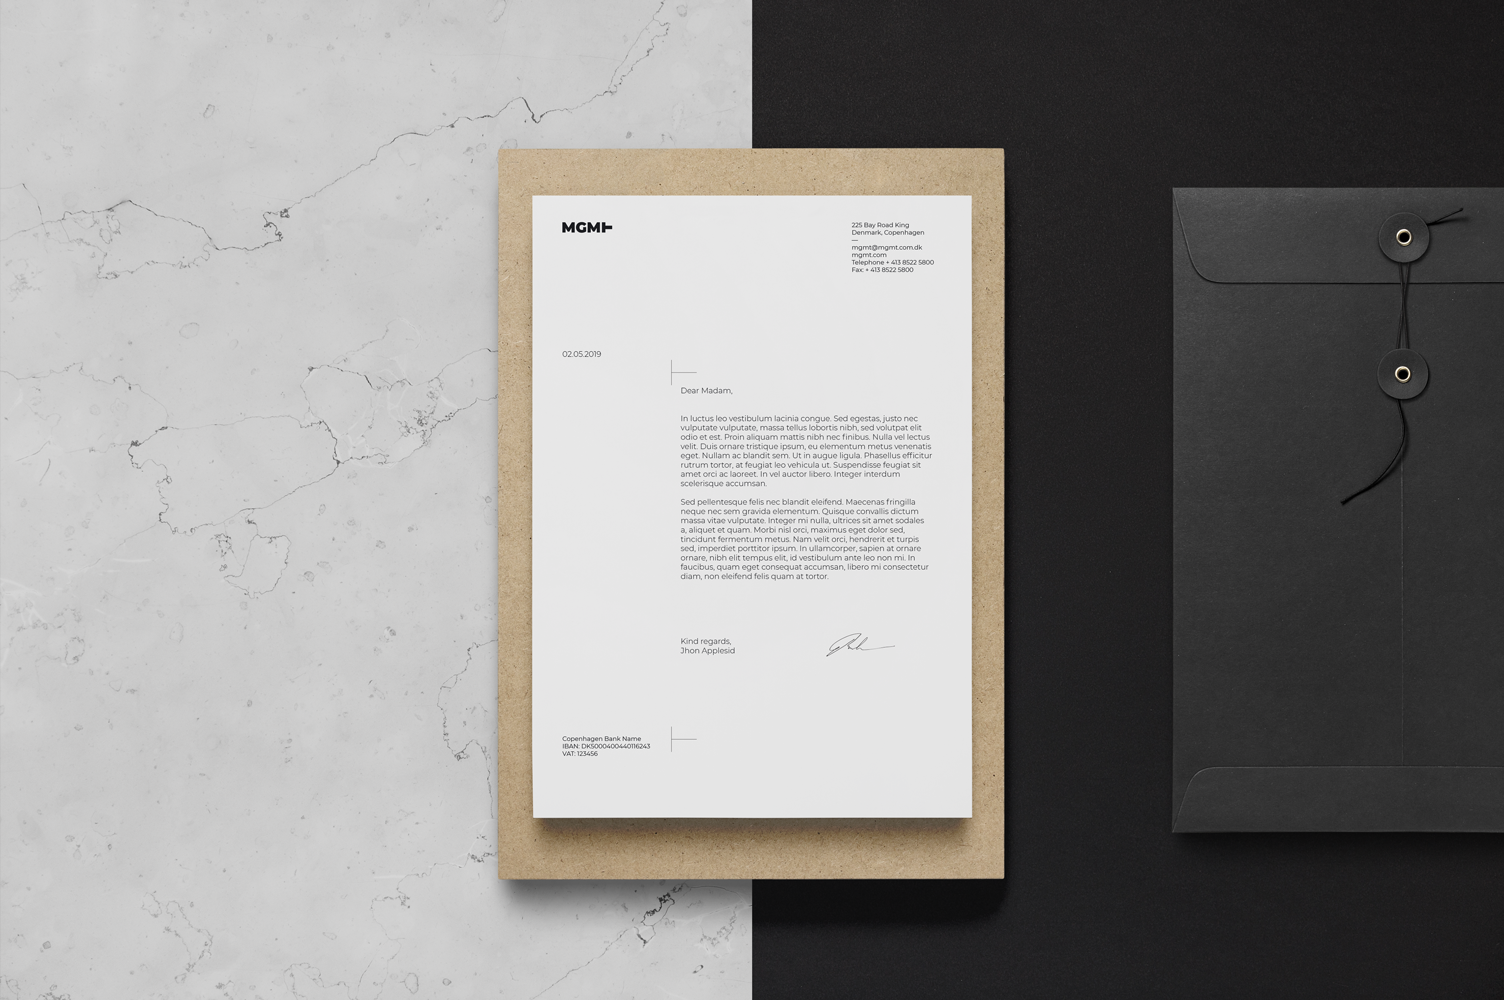 MGMT
225 Bay Road King
Denmark, Copenhagen
—
mgmt@mgmt.com.dk
mgmt.com
Telephone + 413 8522 5800
Fax: + 413 8522 5800
02.05.2019
Dear Madam,
In luctus leo vestibulum lacinia congue. Sed egestas, justo nec
vulputate vulputate, massa tellus lobortis nibh, sed volutpat elit
odio et est. Proin aliquam mattis nibh nec finibus. Nulla vel lectus
velit. Duis ornare tristique ipsum, eu elementum metus venenatis
eget. Nullam ac blandit sem. Ut in augue ligula. Phasellus efficitur
rutrum tortor, at feugiat leo vehicula ut. Suspendisse feugiat sit
amet orci ac laoreet. In vel auctor libero. Integer interdum
scelerisque accumsan.
Sed pellentesque felis nec blandit eleifend. Maecenas fringilla
neque nec sem gravida elementum. Quisque convallis dictum
massa vitae vulputate. Integer mi nulla, ultrices sit amet sodales
a, aliquet et quam. Morbi nisl orci, maximus eget dolor sed,
tincidunt fermentum metus. Nam velit orci, hendrerit et turpis
sed, imperdiet porttitor ipsum. In ullamcorper, sapien at ornare
ornare, nibh elit tempus elit, id vestibulum ante leo non mi. In
faucibus, quam eget consequat accumsan, libero mi consectetur
diam, non eleifend felis quam at tortor.
Kind regards,
Jhon Applesid
Copenhagen Bank Name
IBAN: DK5000400440116243
VAT: 123456